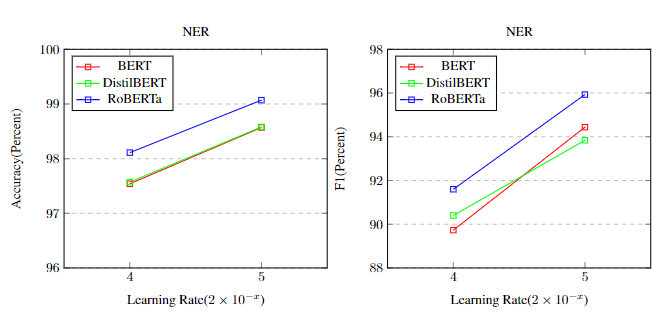 NER
100
99
98
97
96
4
5
Accuracy(Percent)
Learning Rate(2 × 10⁻ˣ)
BERT
DistilBERT
RoBERTa
NER
98
96
94
92
90
88
4
5
F1(Percent)
Learning Rate(2 × 10⁻ˣ)
BERT
DistilBERT
RoBERTa